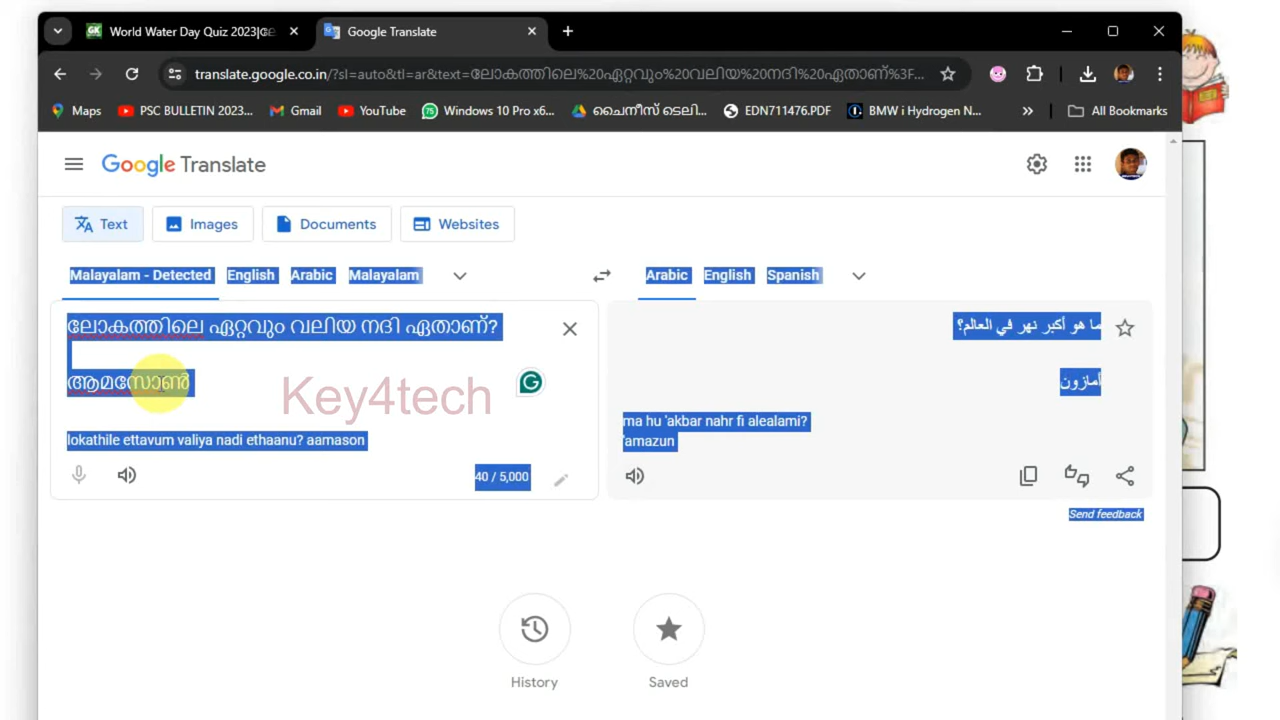 GK World Water Day Quiz 2023|ജ
Google Translate
translate.google.co.in/?sl=auto&tl=ar&text=ലോകത്തിലെ%20ഏറ്റവും%20വലിയ%20നദി%20ഏതാണ്%3F...
Maps PSC BULLETIN 2023... Gmail YouTube Windows 10 Pro x6... ചൈനീസ് ടെലി... EDN711476.PDF BMW i Hydrogen N... » All Bookmarks
Google Translate
Text Images Documents Websites
Malayalam - Detected English Arabic Malayalam
Arabic English Spanish
ലോകത്തിലെ ഏറ്റവും വലിയ നദി ഏതാണ്?
ആമസോൺ
lokathile ettavum valiya nadi ethaanu? aamason
40 / 5,000
ما هو أكبر نهر في العالم؟
أمازون
ma hu 'akbar nahr fi alealami?
'amazun
Send feedback
Key4tech
History Saved